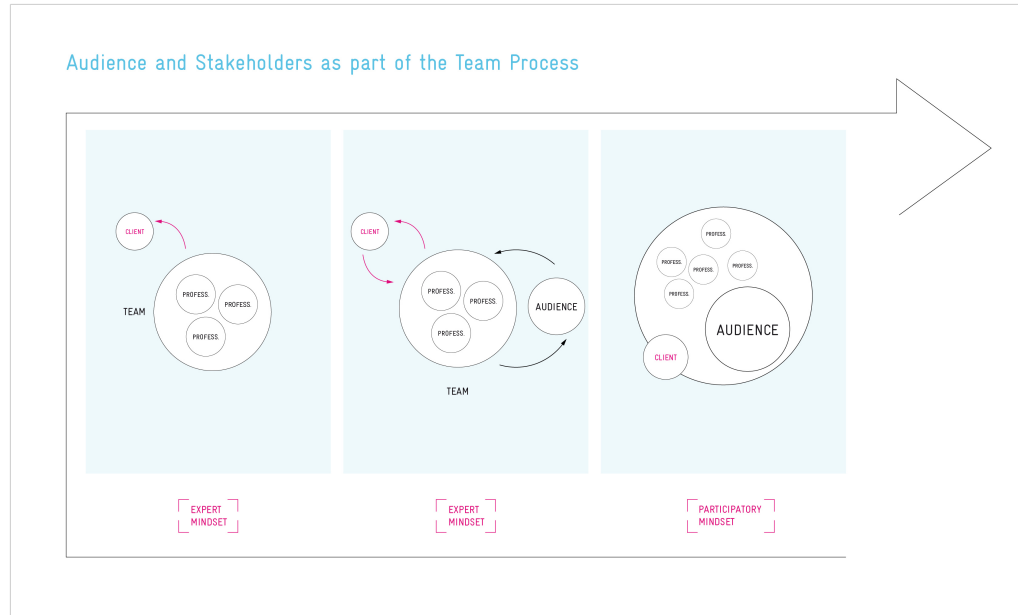 Audience and Stakeholders as part of the Team Process
CLIENT
TEAM
PROFESS.
PROFESS.
PROFESS.
EXPERT
MINDSET
CLIENT
PROFESS.
PROFESS.
PROFESS.
AUDIENCE
TEAM
EXPERT
MINDSET
PROFESS.
PROFESS.
PROFESS.
PROFESS.
PROFESS.
AUDIENCE
CLIENT
PARTICIPATORY
MINDSET